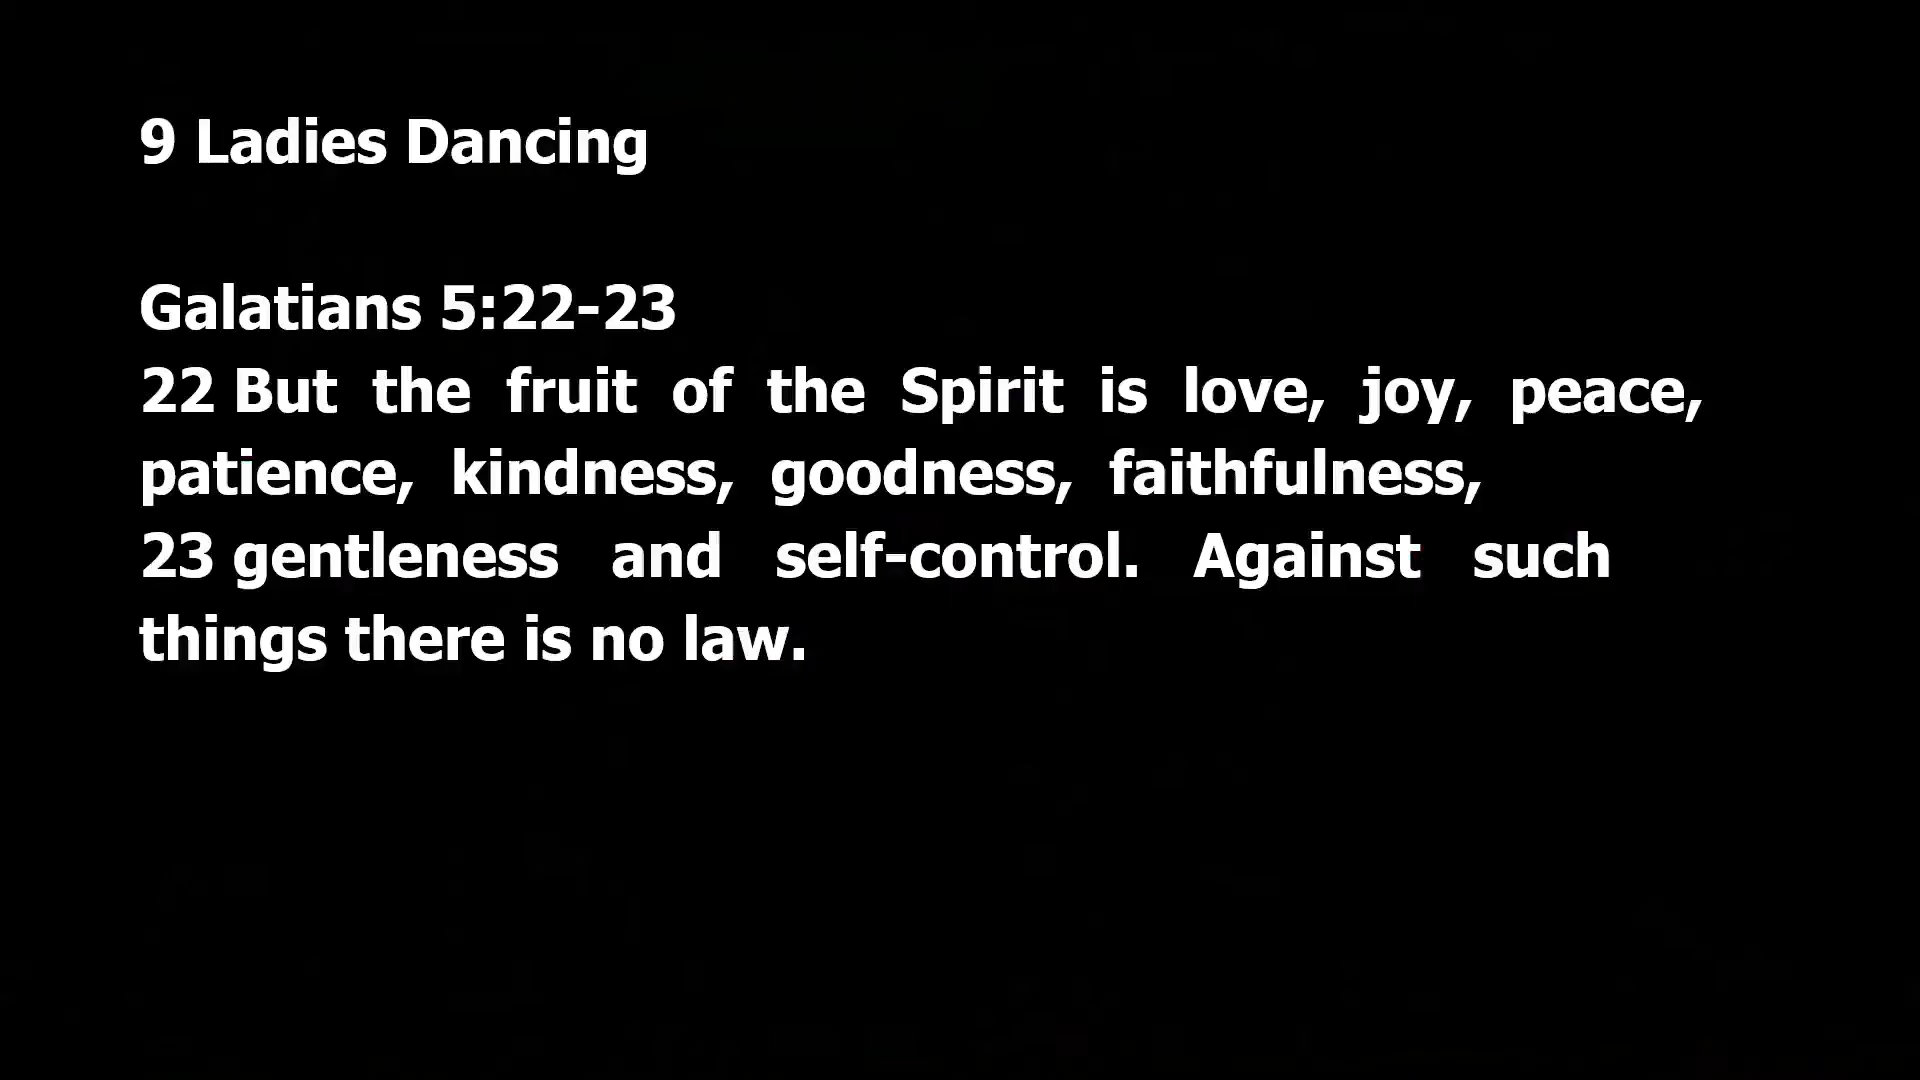 9 Ladies Dancing
Galatians 5:22-23
22 But the fruit of the Spirit is love, joy, peace,
patience, kindness, goodness, faithfulness,
23 gentleness and self-control. Against such
things there is no law.